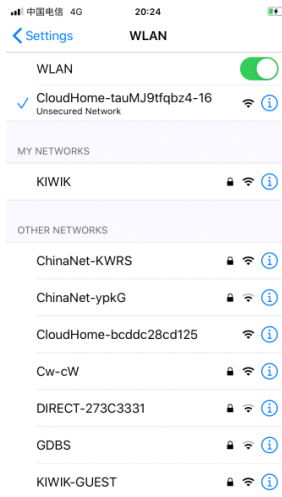 中国电信 4G 20:24
Settings WLAN
WLAN
CloudHome-tauMJ9tfqbz4-16
Unsecured Network
MY NETWORKS
KIWIK
OTHER NETWORKS
ChinaNet-KWRS
ChinaNet-ypkG
CloudHome-bcddc28cd125
Cw-cW
DIRECT-273C3331
GDBS
KIWIK-GUEST